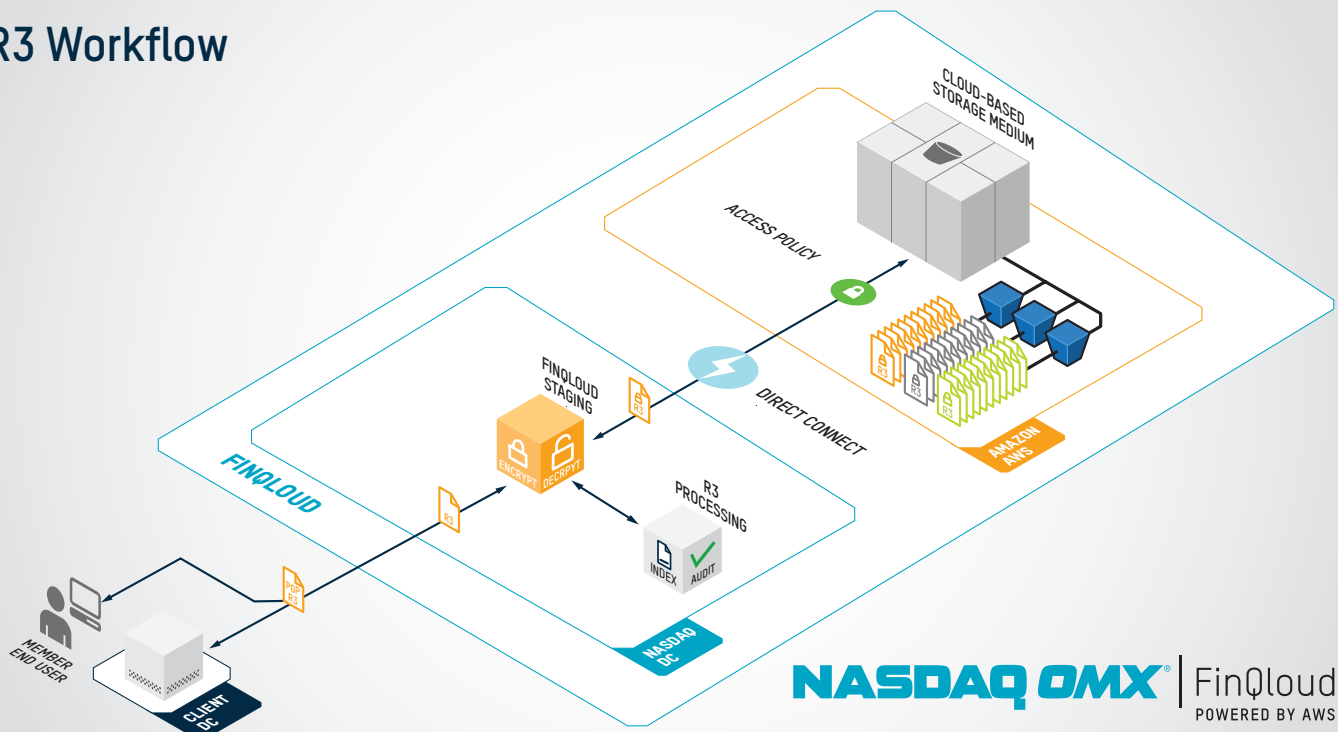 R3 Workflow
CLOUD-BASED
STORAGE MEDIUM
ACCESS POLICY
R3
R3
R3
AMAZON
AWS
DIRECT CONNECT
FINQLOUD
STAGING
R3
ENCRYPT
DECRPYT
R3
PROCESSING
INDEX
AUDIT
FINQLOUD
R3
NASDAQ
DC
PGP
R3
MEMBER
END USER
CLIENT
DC
NASDAQ OMX® FinQloud
POWERED BY AWS